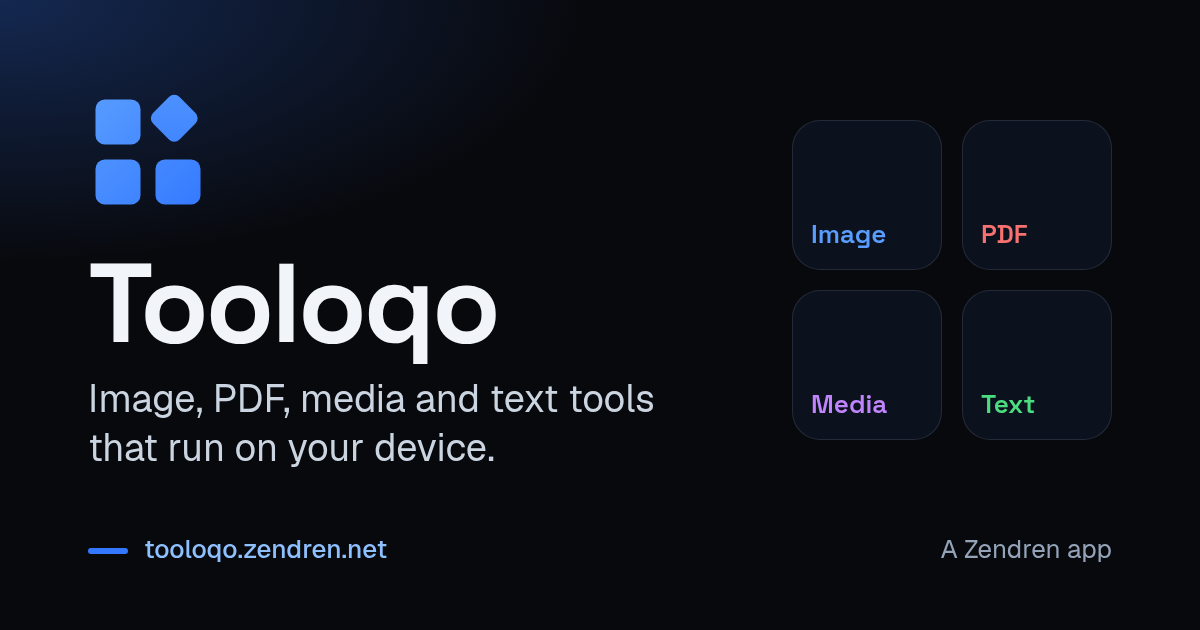 Tooloqo
Image, PDF, media and text tools
that run on your device.
tooloqo.zendren.net
Image
PDF
Media
Text
A Zendren app